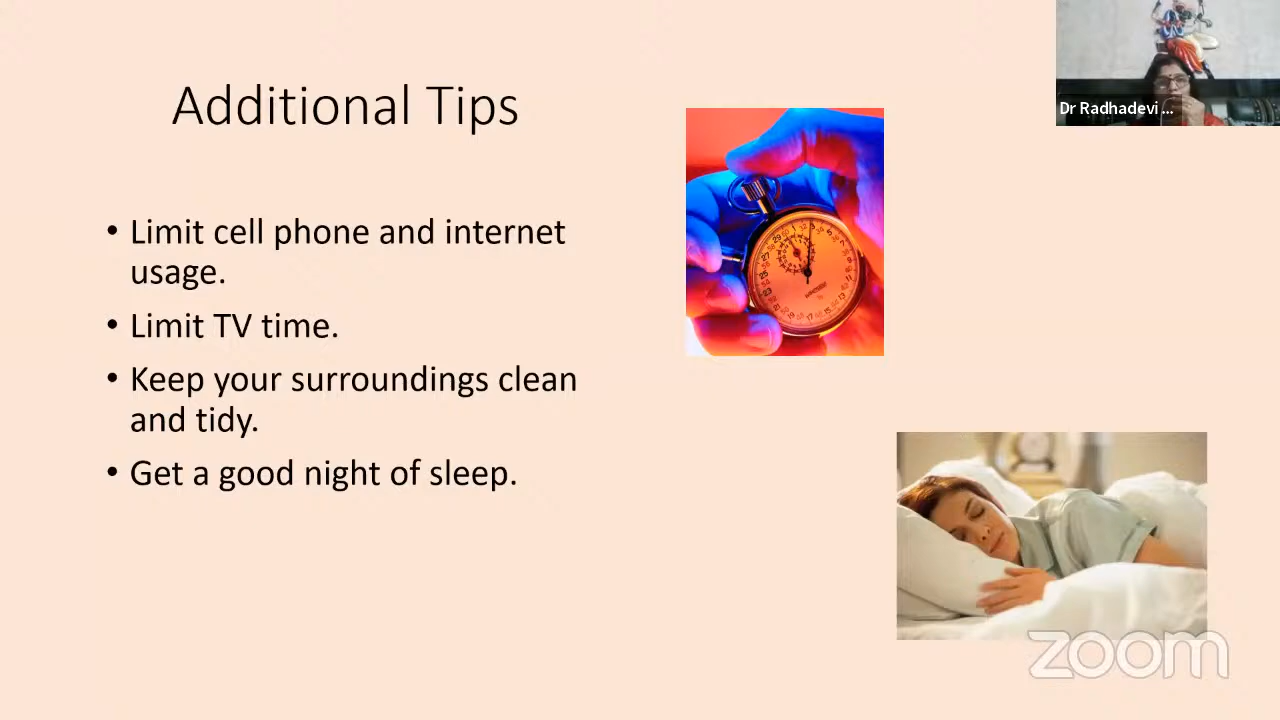 Additional Tips
• Limit cell phone and internet
usage.
• Limit TV time.
• Keep your surroundings clean
and tidy.
• Get a good night of sleep.
Dr Radhadevi ...
zoom